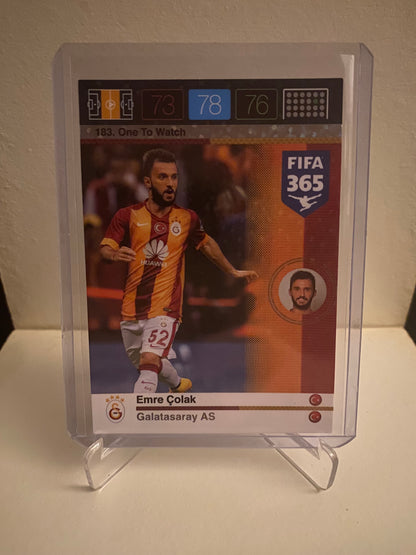 73 78 76
183. One To Watch
FIFA
365
HUAWEI
52
Emre Çolak
Galatasaray AS